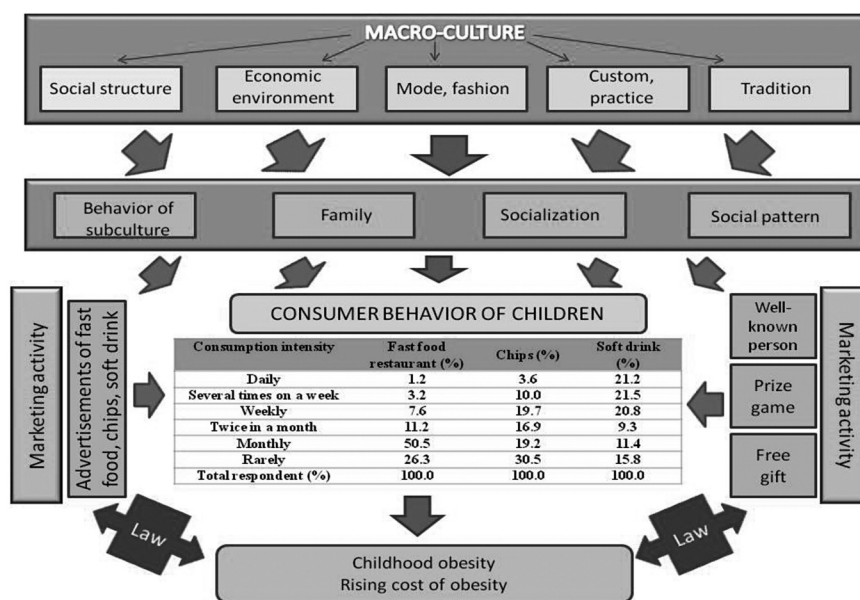 MACRO-CULTURE
Social structure
Economic
environment
Mode, fashion
Custom,
practice
Tradition
Behavior of
subculture
Family
Socialization
Social pattern
Marketing activity
Advertisements of fast
food, chips, soft drink
CONSUMER BEHAVIOR OF CHILDREN
Consumption intensity Fast food restaurant (%) Chips (%) Soft drink (%)
Daily 1.2 3.6 21.2
Several times on a week 3.2 10.0 21.5
Weekly 7.6 19.7 20.8
Twice in a month 11.2 16.9 9.3
Monthly 50.5 19.2 11.4
Rarely 26.3 30.5 15.8
Total respondent (%) 100.0 100.0 100.0
Well-
known
person
Prize
game
Free
gift
Marketing activity
Law
Law
Childhood obesity
Rising cost of obesity